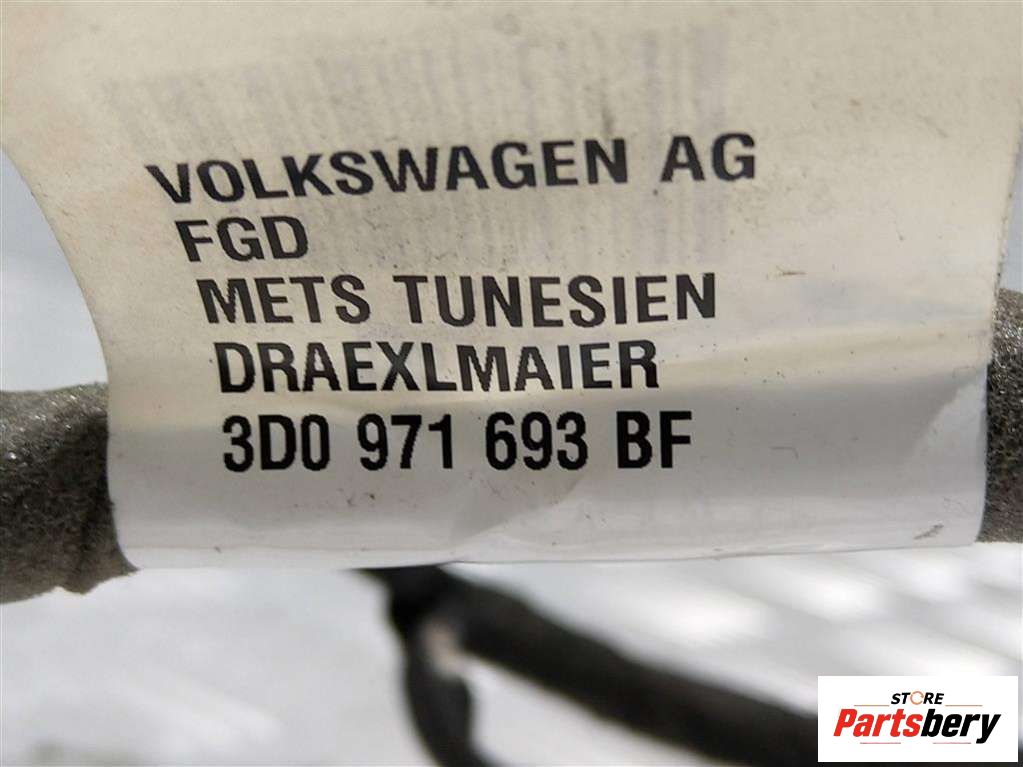 VOLKSWAGEN AG
FGD
METS TUNESIEN
DRAEXLMAIER
3D0 971 693 BF
STORE
Partsbery